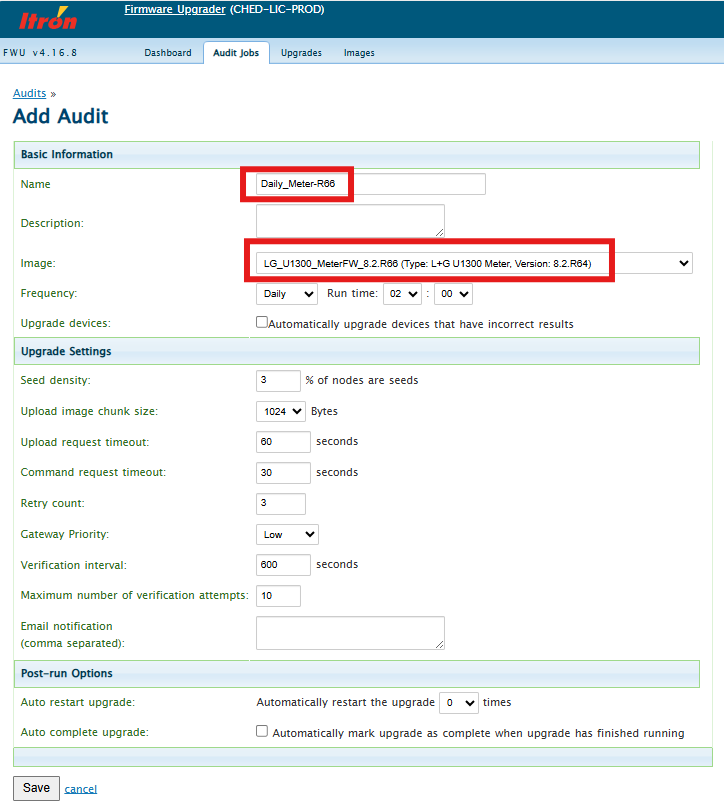 Itrón
Firmware Upgrader (CHED-LIC-PROD)
FWU v4.16.8
Dashboard Audit Jobs Upgrades Images
Audits »
Add Audit
Basic Information
Name Daily_Meter-R66
Description:
Image: LG_U1300_MeterFW_8.2.R66 (Type: L+G U1300 Meter, Version: 8.2.R64)
Frequency: Daily Run time: 02 : 00
Upgrade devices: Automatically upgrade devices that have incorrect results
Upgrade Settings
Seed density: 3 % of nodes are seeds
Upload image chunk size: 1024 Bytes
Upload request timeout: 60 seconds
Command request timeout: 30 seconds
Retry count: 3
Gateway Priority: Low
Verification interval: 600 seconds
Maximum number of verification attempts: 10
Email notification
(comma separated):
Post-run Options
Auto restart upgrade: Automatically restart the upgrade 0 times
Auto complete upgrade: Automatically mark upgrade as complete when upgrade has finished running
Save cancel